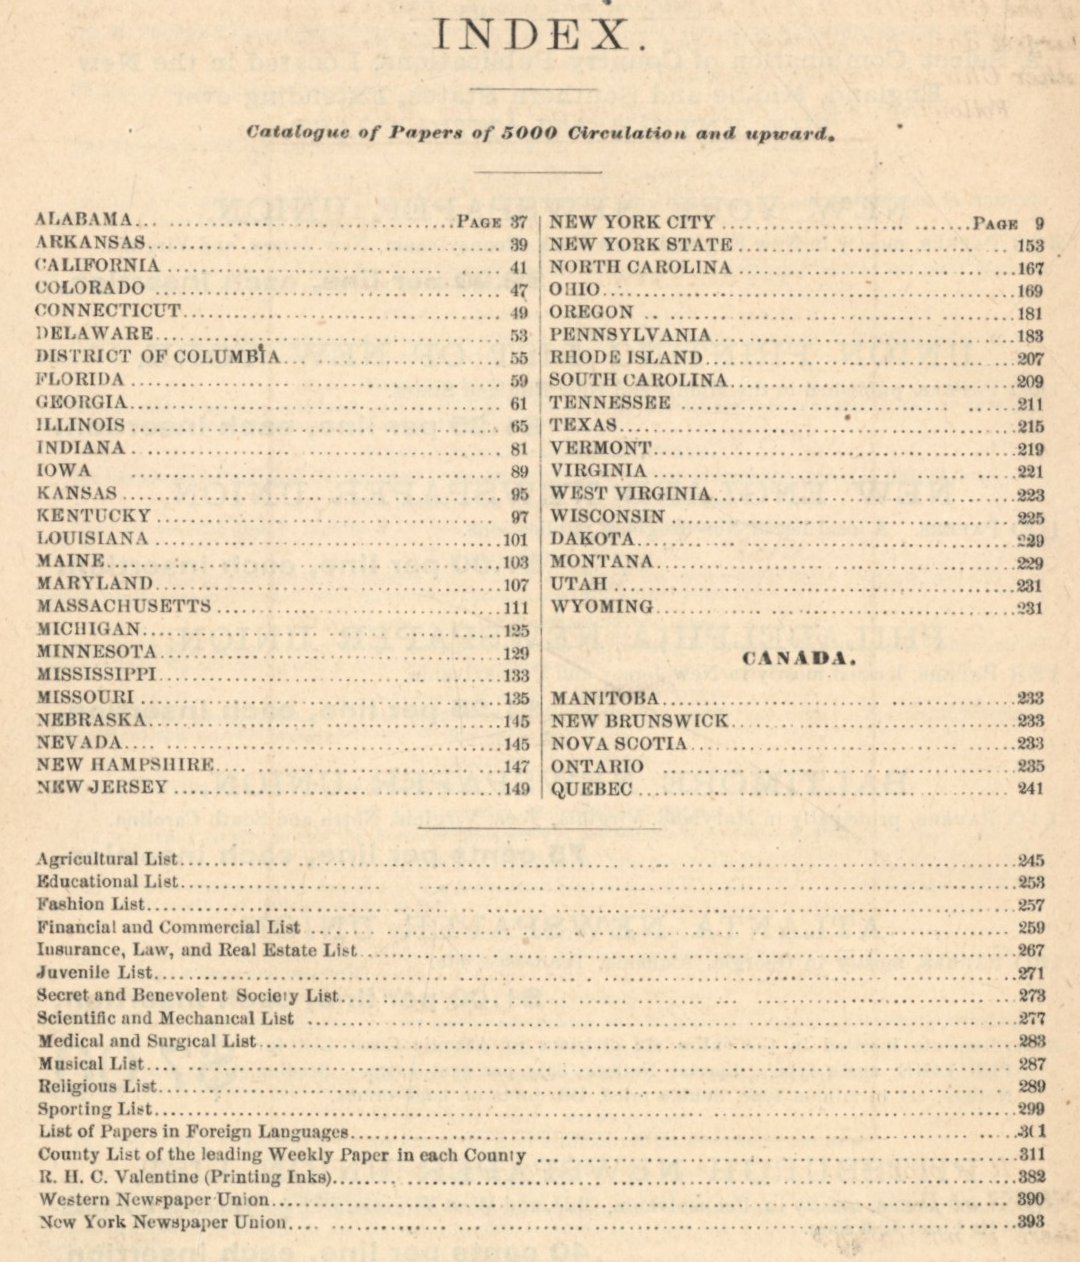 INDEX.
Catalogue of Papers of 5000 Circulation and upward.
ALABAMA... ........................PAGE 37
ARKANSAS........................ 39
CALIFORNIA ........................ 41
COLORADO ........................ 47
CONNECTICUT........................ 49
DELAWARE........................ 53
DISTRICT OF COLUMBIA........................ 55
FLORIDA ........................ 59
GEORGIA........................ 61
ILLINOIS ........................ 65
INDIANA ........................ 81
IOWA ........................ 89
KANSAS ........................ 95
KENTUCKY ........................ 97
LOUISIANA ........................101
MAINE........................103
MARYLAND........................107
MASSACHUSETTS ........................111
MICHIGAN........................125
MINNESOTA........................129
MISSISSIPPI........................133
MISSOURI ........................135
NEBRASKA........................145
NEVADA........................145
NEW HAMPSHIRE........................147
NEW JERSEY ........................149
NEW YORK CITY ........................PAGE 9
NEW YORK STATE ........................ 153
NORTH CAROLINA ........................167
OHIO........................169
OREGON ........................181
PENNSYLVANIA........................183
RHODE ISLAND........................207
SOUTH CAROLINA........................209
TENNESSEE ........................211
TEXAS........................215
VERMONT........................219
VIRGINIA ........................221
WEST VIRGINIA........................223
WISCONSIN ........................225
DAKOTA........................229
MONTANA........................229
UTAH ........................231
WYOMING........................231
CANADA.
MANITOBA........................233
NEW BRUNSWICK........................233
NOVA SCOTIA........................233
ONTARIO ........................235
QUEBEC ........................241
Agricultural List........................245
Educational List........................253
Fashion List........................257
Financial and Commercial List ........................259
Insurance, Law, and Real Estate List........................267
Juvenile List........................271
Secret and Benevolent Society List........................273
Scientific and Mechanical List ........................277
Medical and Surgical List........................283
Musical List........................287
Religious List........................289
Sporting List........................299
List of Papers in Foreign Languages........................301
County List of the leading Weekly Paper in each County ........................311
R. H. C. Valentine (Printing Inks)........................382
Western Newspaper Union........................390
New York Newspaper Union........................393